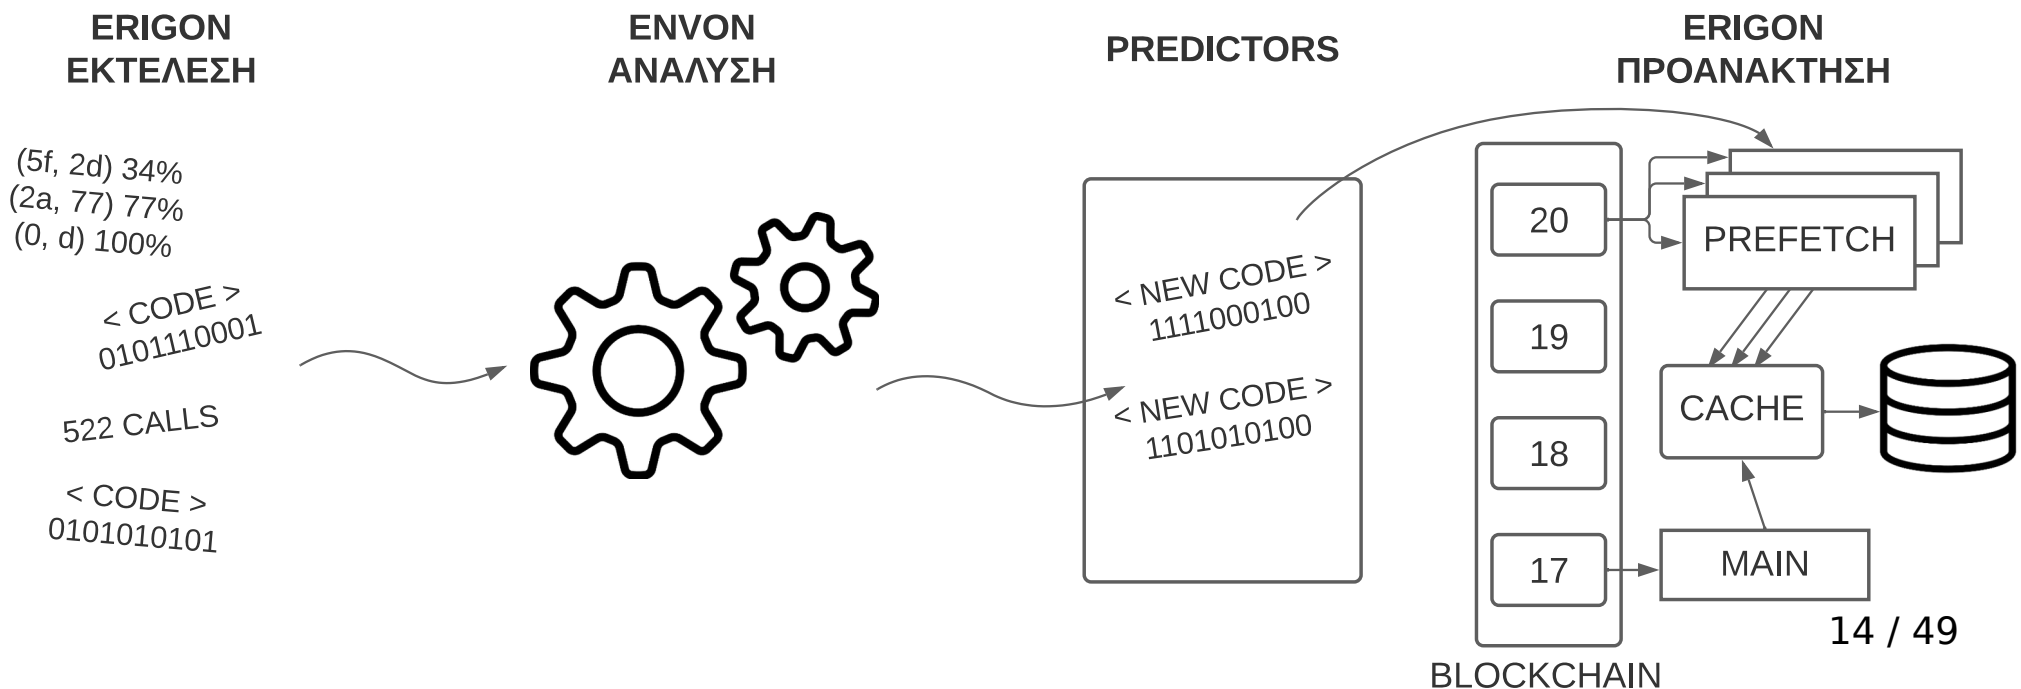 ERIGON
ΕΚΤΕΛΕΣΗ
(5f, 2d) 34%
(2a, 77) 77%
(0, d) 100%
< CODE >
0101110001
522 CALLS
< CODE >
0101010101
ENVON
ΑΝΑΛΥΣΗ
PREDICTORS
< NEW CODE >
1111000100
< NEW CODE >
1101010100
ERIGON
ΠΡΟΑΝΑΚΤΗΣΗ
20
19
18
17
BLOCKCHAIN
PREFETCH
CACHE
MAIN
14 / 49